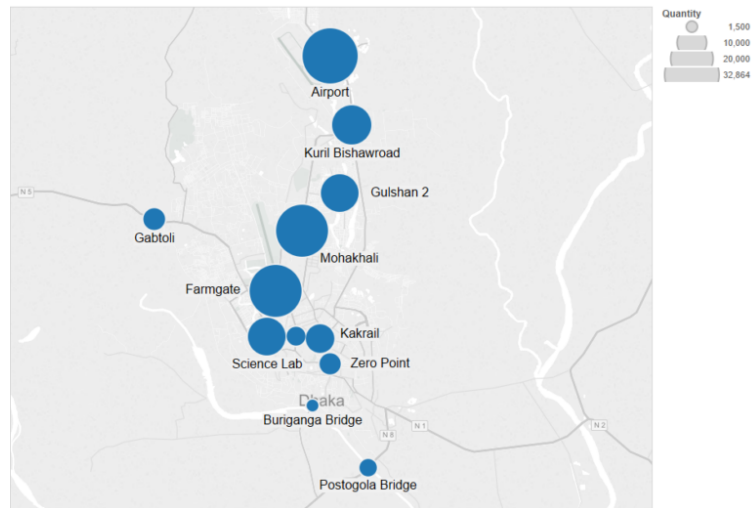 Quantity
1,500
10,000
20,000
32,864
Airport
Kuril Bishawroad
Gulshan 2
N 5
Gabtoli
Mohakhali
Farmgate
Kakrail
Science Lab
Zero Point
Dhaka
Buriganga Bridge
N 1
N 2
N 8
Postogola Bridge